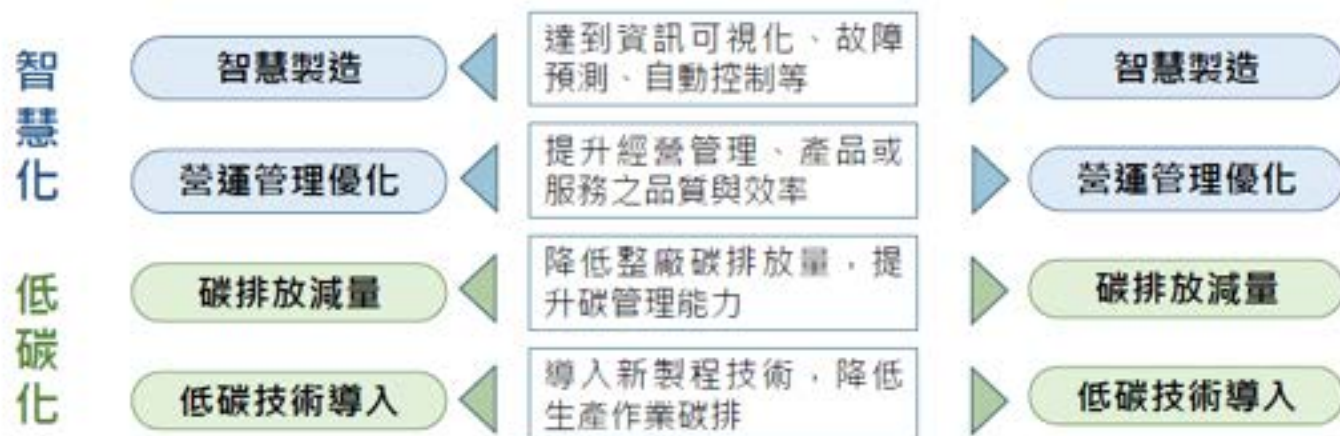 智慧化
智慧製造
達到資訊可視化、故障
預測、自動控制等
智慧製造
營運管理優化
提升經營管理、產品或
服務之品質與效率
營運管理優化
低碳化
碳排放減量
降低整廠碳排放量，提
升碳管理能力
碳排放減量
低碳技術導入
導入新製程技術，降低
生產作業碳排
低碳技術導入